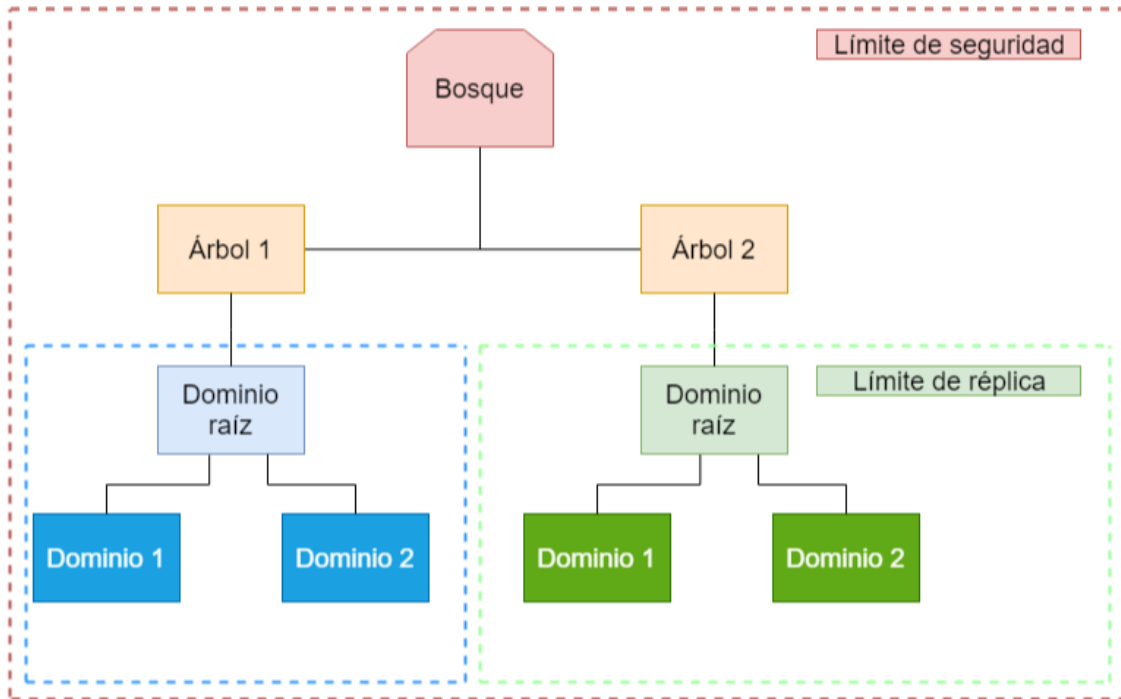 Límite de seguridad
Bosque
Árbol 1
Árbol 2
Límite de réplica
Dominio
raíz
Dominio
raíz
Dominio 1
Dominio 2
Dominio 1
Dominio 2